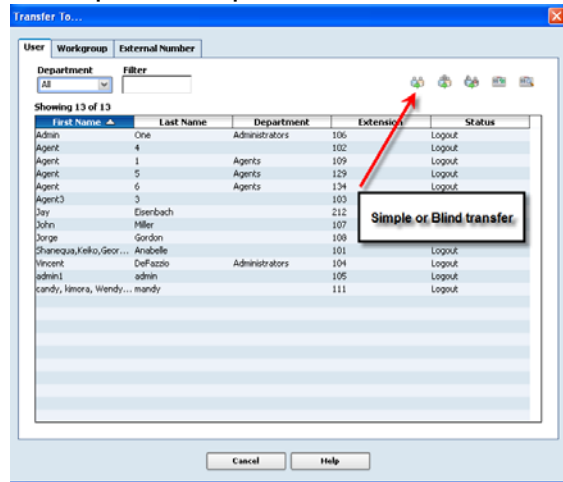 Transfer To...
User Workgroup External Number
Department Filter
All
Showing 13 of 13
First Name Last Name Department Extension Status
Admin One Administrators 106 Logout
Agent 4 102 Logout
Agent 1 Agents 109 Logout
Agent 5 Agents 129 Logout
Agent 6 Agents 134 Logout
Agent3 3 103
Jay Eisenbach 212
John Miller 107
Jorge Gordon 108
Shanequa,Keiko,Geor... Anabelle 101 Logout
Vincent DeFazzio Administrators 104 Logout
admin1 admin 105 Logout
candy, kimora, Wendy... mandy 111 Logout
Simple or Blind transfer
Cancel Help